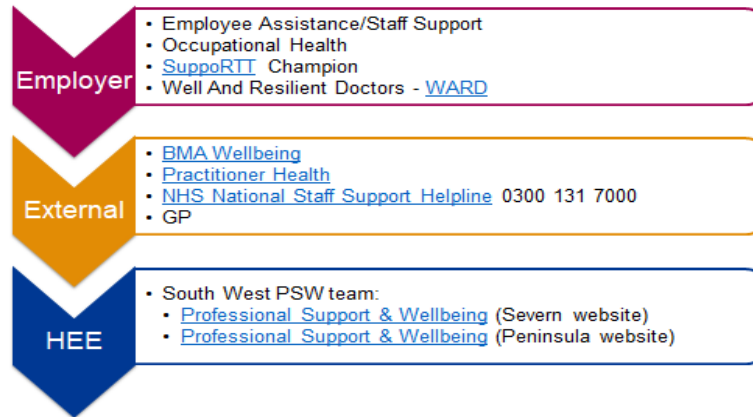 Employer
• Employee Assistance/Staff Support
• Occupational Health
• SuppoRTT Champion
• Well And Resilient Doctors - WARD
External
• BMA Wellbeing
• Practitioner Health
• NHS National Staff Support Helpline 0300 131 7000
• GP
HEE
• South West PSW team:
• Professional Support & Wellbeing (Severn website)
• Professional Support & Wellbeing (Peninsula website)